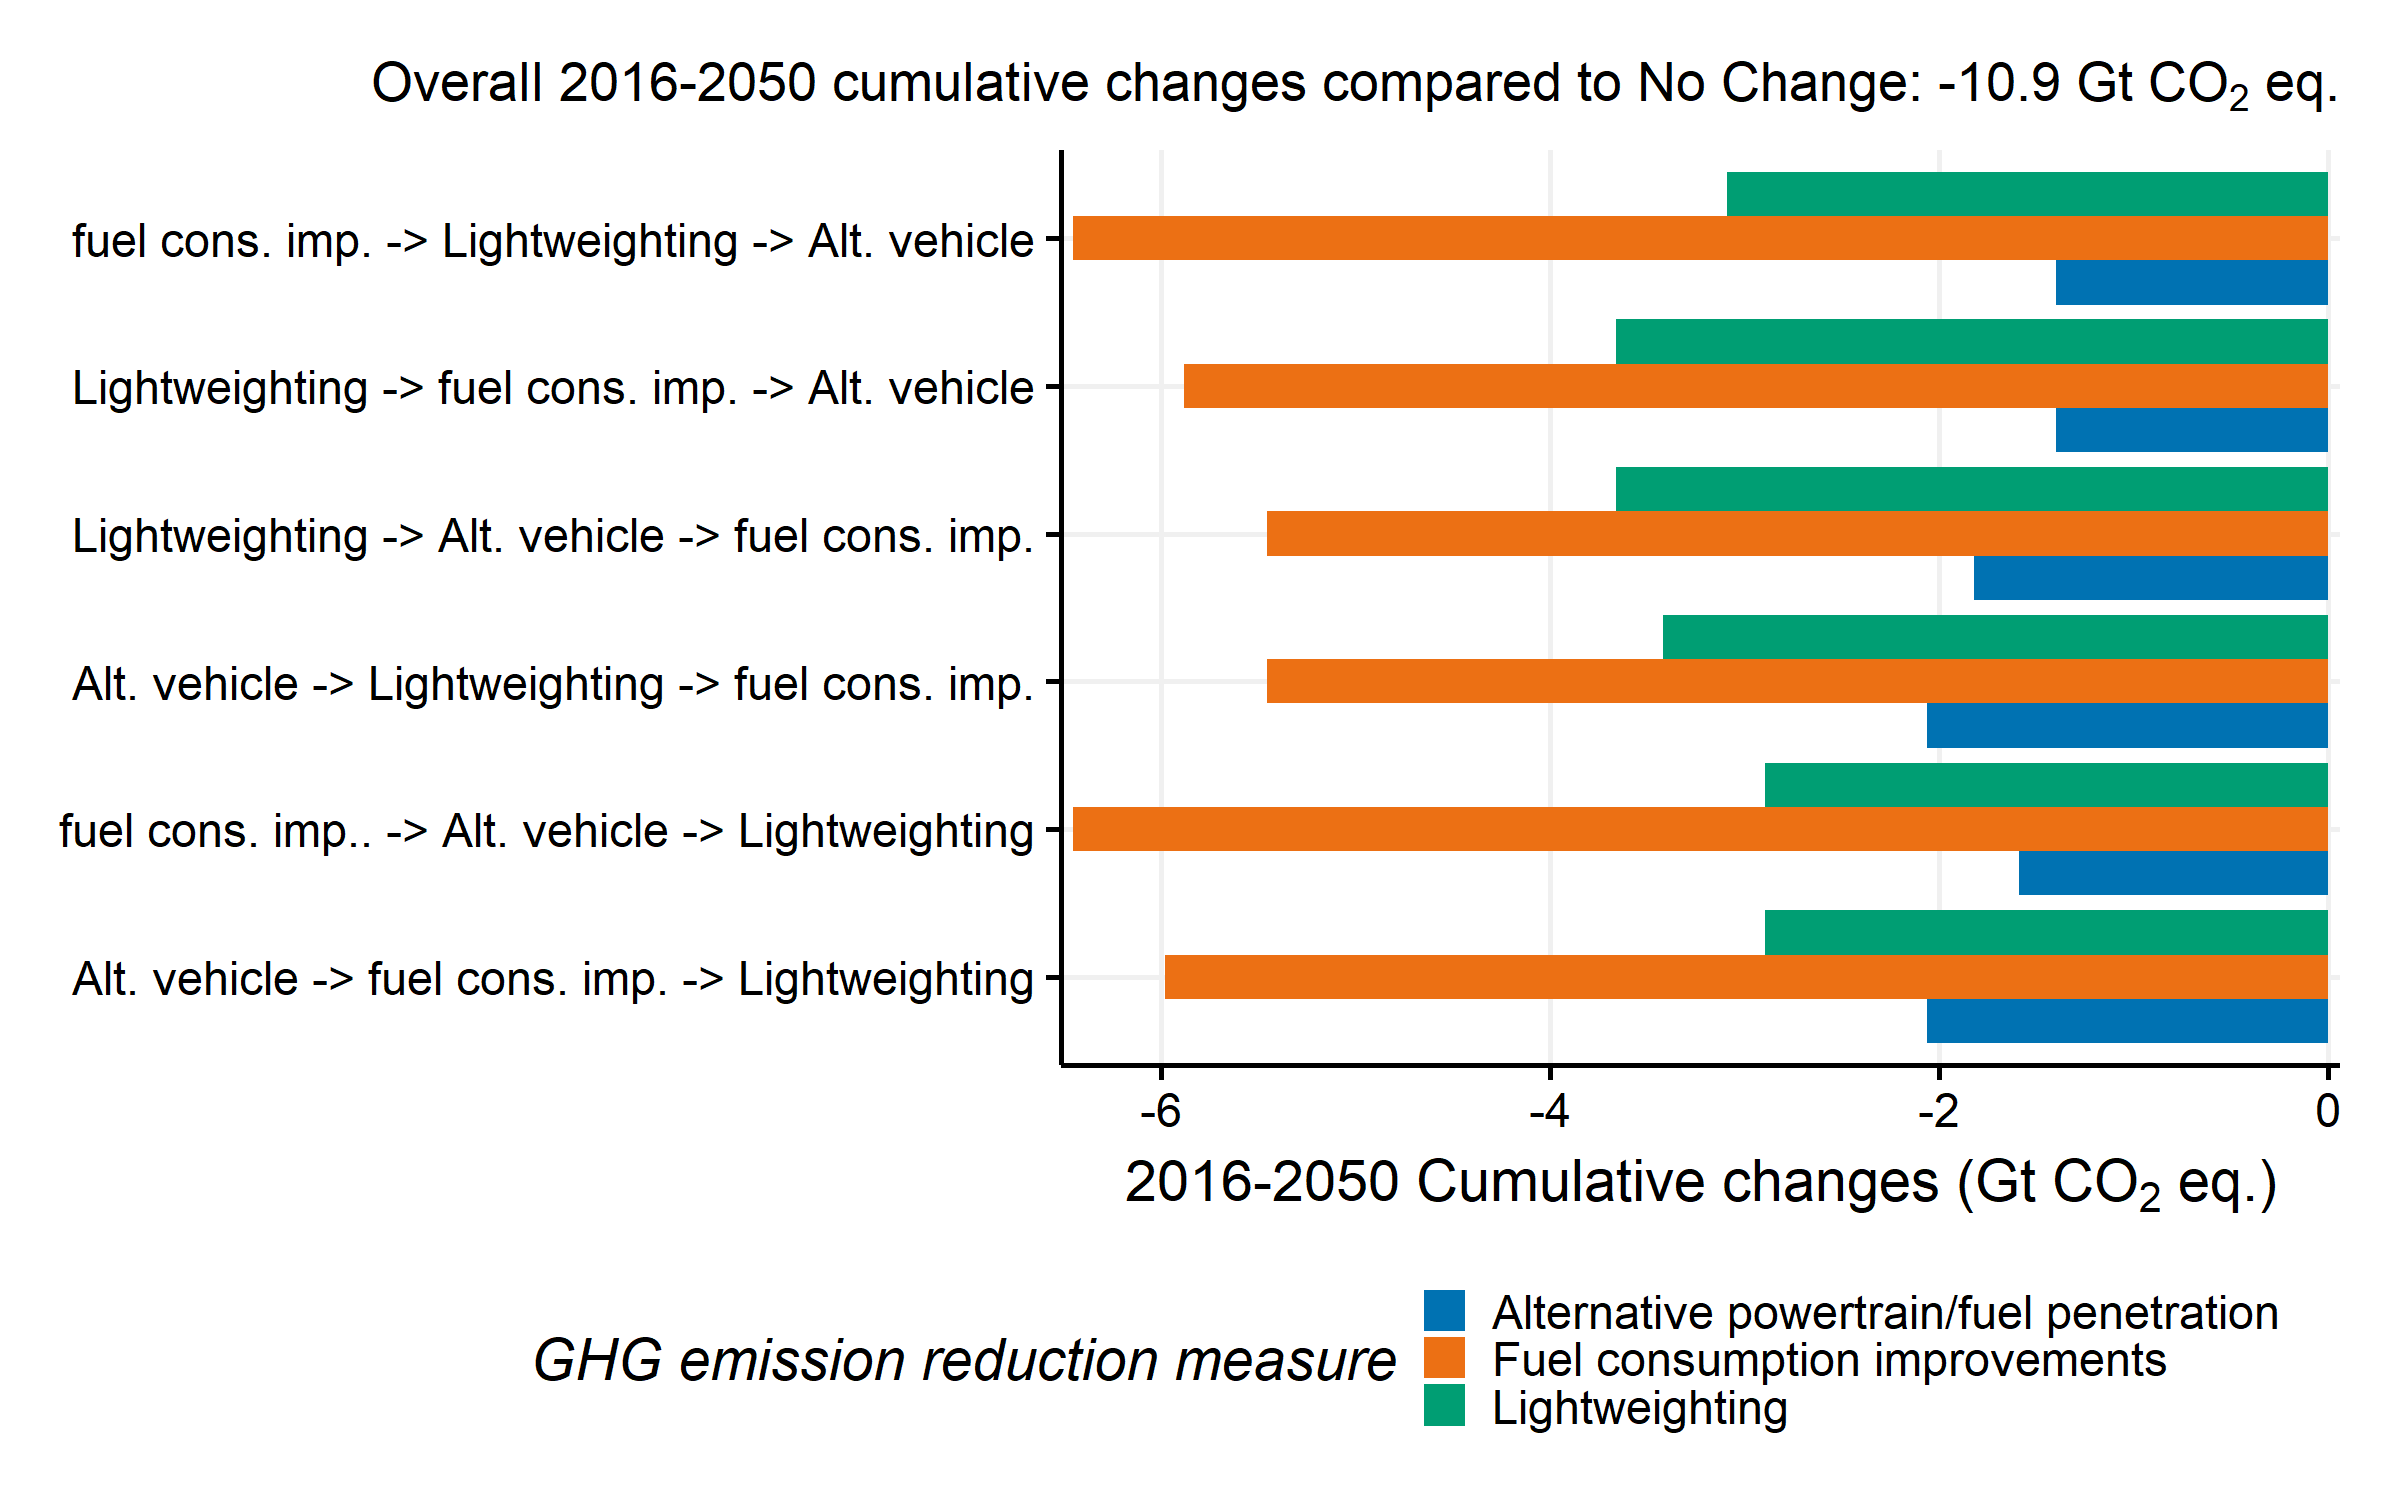 Overall 2016-2050 cumulative changes compared to No Change: -10.9 Gt CO₂ eq.
fuel cons. imp. -> Lightweighting -> Alt. vehicle
Lightweighting -> fuel cons. imp. -> Alt. vehicle
Lightweighting -> Alt. vehicle -> fuel cons. imp.
Alt. vehicle -> Lightweighting -> fuel cons. imp.
fuel cons. imp.. -> Alt. vehicle -> Lightweighting
Alt. vehicle -> fuel cons. imp. -> Lightweighting
-6 -4 -2 0
2016-2050 Cumulative changes (Gt CO₂ eq.)
GHG emission reduction measure
Alternative powertrain/fuel penetration
Fuel consumption improvements
Lightweighting